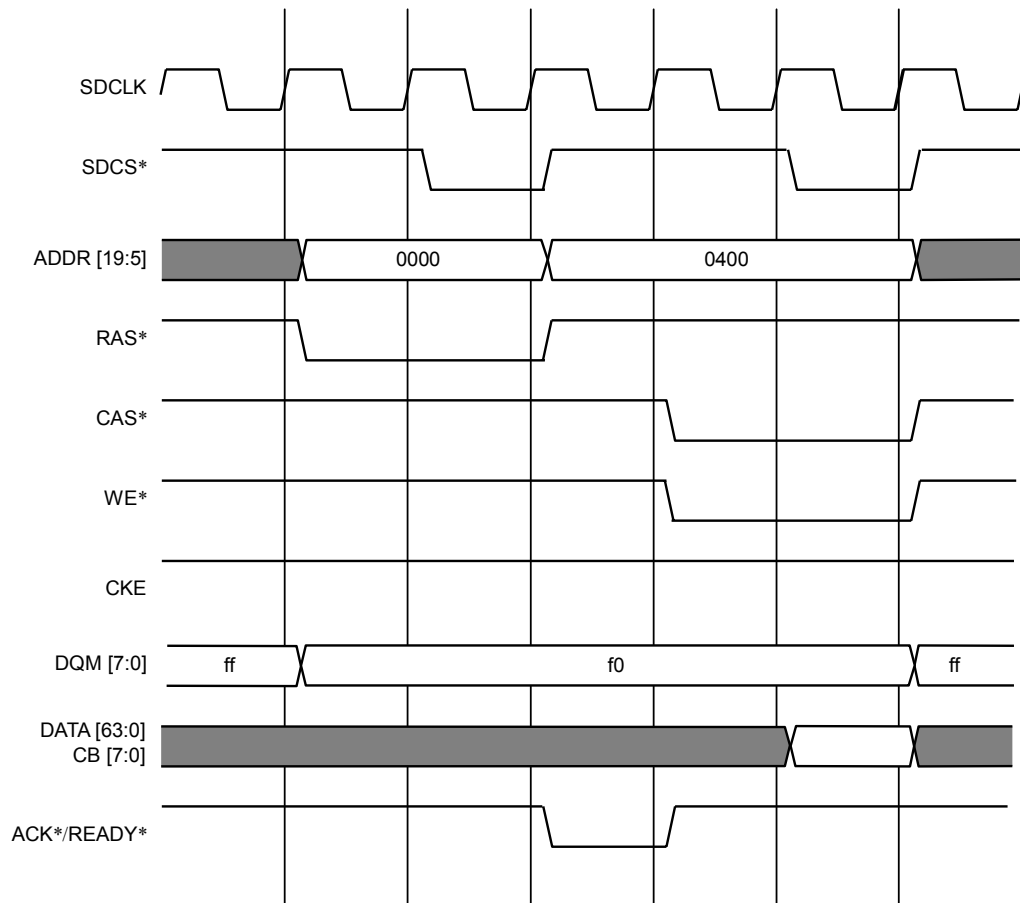 SDCLK
SDCS*
ADDR [19:5]
0000
0400
RAS*
CAS*
WE*
CKE
DQM [7:0]
ff
f0
ff
DATA [63:0]
CB [7:0]
ACK*/READY*